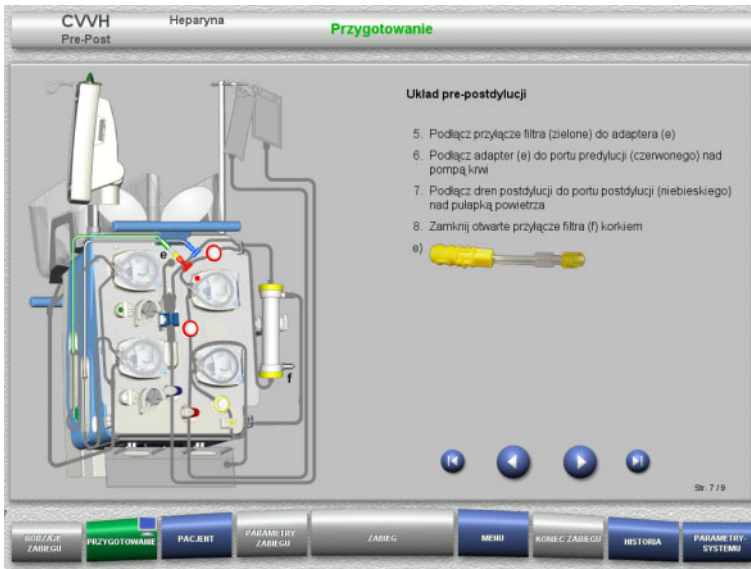 CVVH
Heparyna
Przygotowanie
Pre-Post
Układ pre-postdylucji
5. Podłącz przyłącze filtra (zielone) do adaptera (e)
6. Podłącz adapter (e) do portu predylucji (czerwonego) nad
pompą krwi
7. Podłącz dren postdylucji do portu postdylucji (niebieskiego)
nad pułapką powietrza
8. Zamknij otwarte przyłącze filtra (f) korkiem
e)
e
f
Str. 7 / 9
RODZAJE
ZABIEGU
PRZYGOTOWANIE
PACJENT
PARAMETRY
ZABIEGU
ZABIEG
MENU
KONIEC ZABIEGU
HISTORIA
PARAMETRY-
SYSTEMU